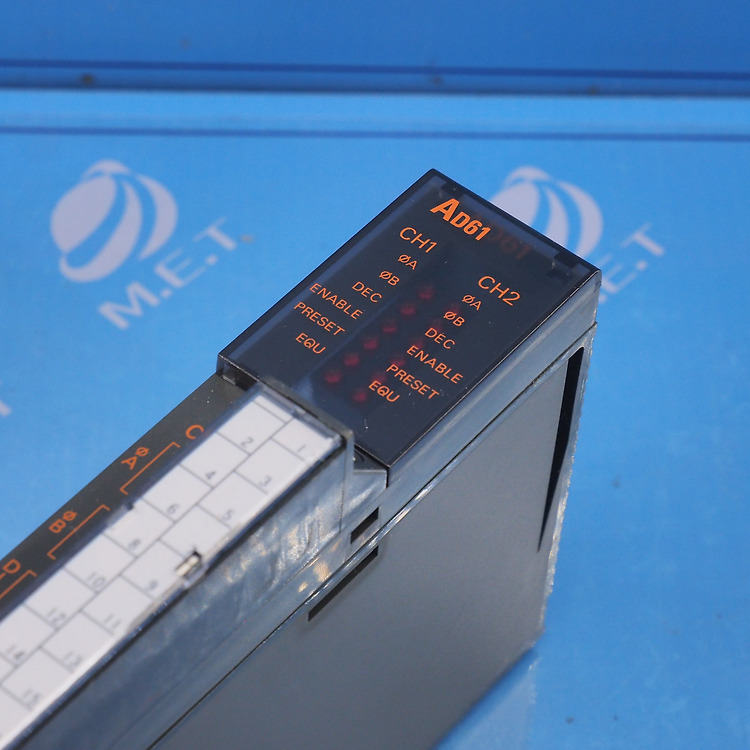 M.E.T.
M.E.T.
AD61
CH1
ØA
ØB
DEC
ENABLE
PRESET
EQU
CH2
ØA
ØB
DEC
ENABLE
PRESET
EQU
C
ØA
ØB
D
1
2
3
4
5
6
7
8
9
10
11
12
13
14
15